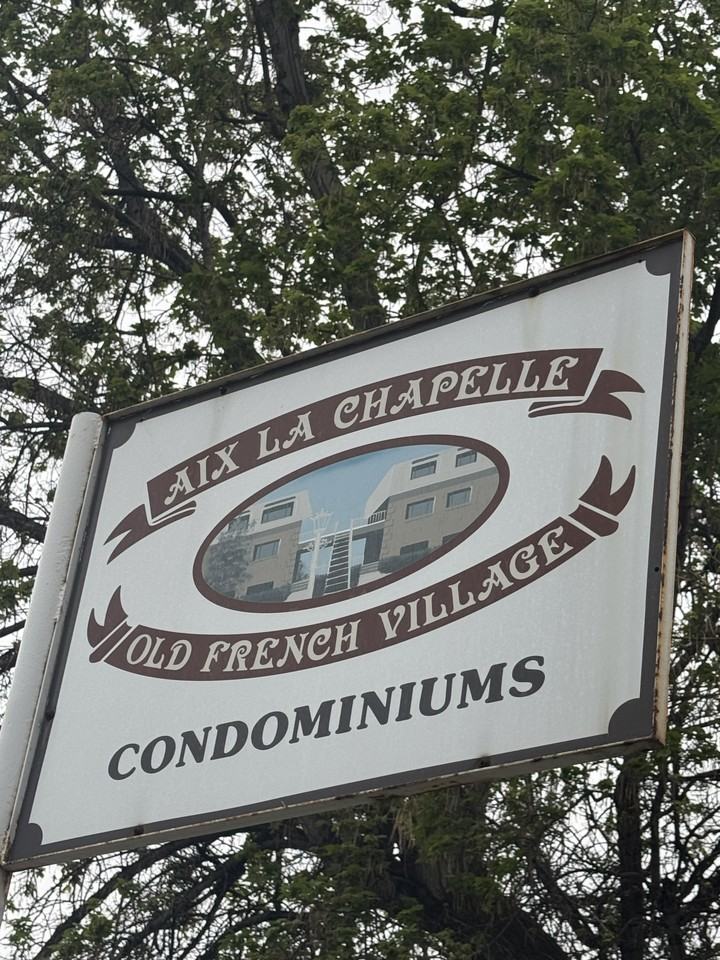 AIX LA CHAPELLE
OLD FRENCH VILLAGE
CONDOMINIUMS